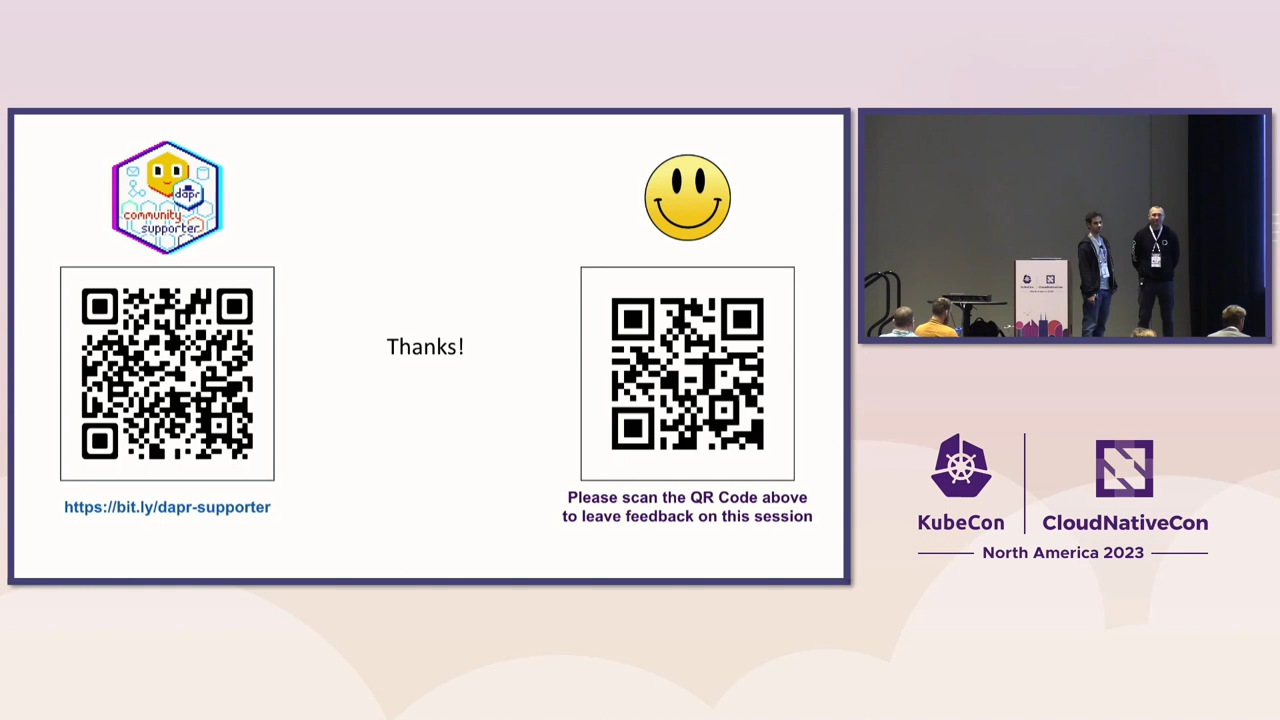 dapr
community
supporter
Thanks!
https://bit.ly/dapr-supporter
Please scan the QR Code above
to leave feedback on this session
KubeCon
CloudNativeCon
North America 2023